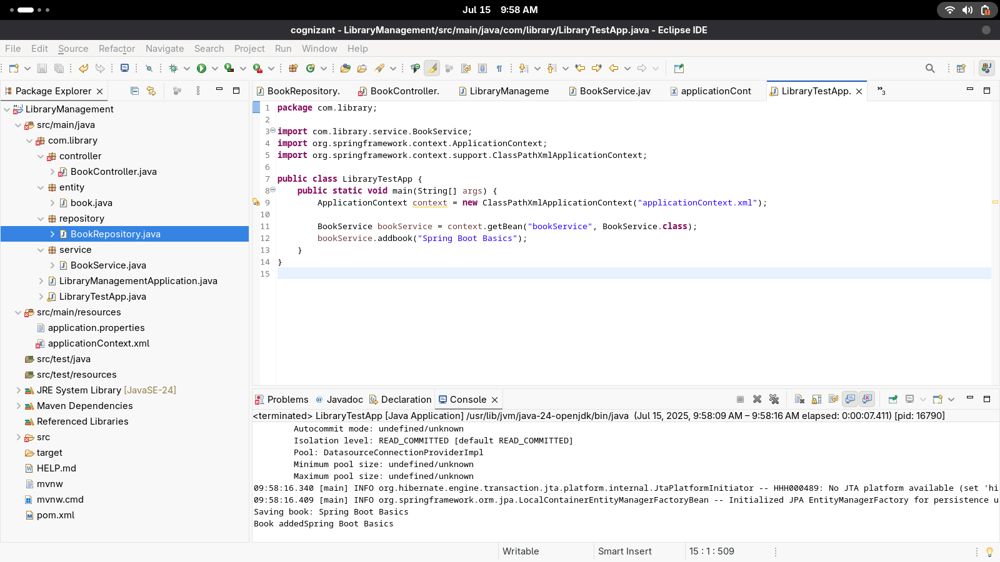 Jul 15 9:58 AM
cognizant - LibraryManagement/src/main/java/com/library/LibraryTestApp.java - Eclipse IDE
File Edit Source Refactor Navigate Search Project Run Window Help
Package Explorer
LibraryManagement
src/main/java
com.library
controller
BookController.java
entity
book.java
repository
BookRepository.java
service
BookService.java
LibraryManagementApplication.java
LibraryTestApp.java
src/main/resources
application.properties
applicationContext.xml
src/test/java
src/test/resources
JRE System Library [JavaSE-24]
Maven Dependencies
Referenced Libraries
src
target
HELP.md
mvnw
mvnw.cmd
pom.xml
BookRepository. BookController. LibraryManageme BookService.jav applicationCont LibraryTestApp. »3
1 package com.library;
2
3 import com.library.service.BookService;
4 import org.springframework.context.ApplicationContext;
5 import org.springframework.context.support.ClassPathXmlApplicationContext;
6
7 public class LibraryTestApp {
8 public static void main(String[] args) {
9 ApplicationContext context = new ClassPathXmlApplicationContext("applicationContext.xml");
10
11 BookService bookService = context.getBean("bookService", BookService.class);
12 bookService.addbook("Spring Boot Basics");
13 }
14 }
15
Problems Javadoc Declaration Console
<terminated> LibraryTestApp [Java Application] /usr/lib/jvm/java-24-openjdk/bin/java (Jul 15, 2025, 9:58:09 AM – 9:58:16 AM elapsed: 0:00:07.411) [pid: 16790]
Autocommit mode: undefined/unknown
Isolation level: READ_COMMITTED [default READ_COMMITTED]
Pool: DatasourceConnectionProviderImpl
Minimum pool size: undefined/unknown
Maximum pool size: undefined/unknown
09:58:16.340 [main] INFO org.hibernate.engine.transaction.jta.platform.internal.JtaPlatformInitiator -- HHH000489: No JTA platform available (set 'hi
09:58:16.409 [main] INFO org.springframework.orm.jpa.LocalContainerEntityManagerFactoryBean -- Initialized JPA EntityManagerFactory for persistence u
Saving book: Spring Boot Basics
Book addedSpring Boot Basics
Writable Smart Insert 15 : 1 : 509